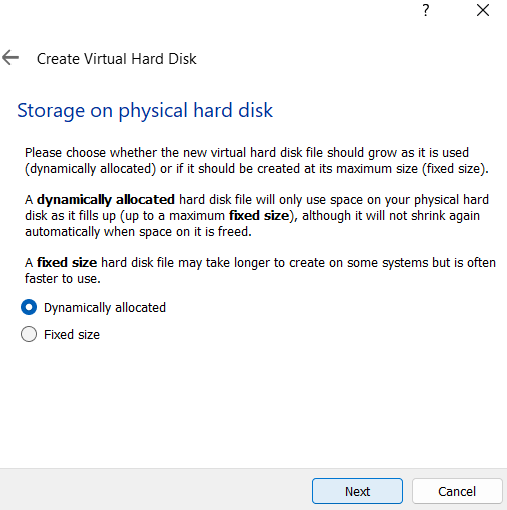 ?
Create Virtual Hard Disk
Storage on physical hard disk
Please choose whether the new virtual hard disk file should grow as it is used
(dynamically allocated) or if it should be created at its maximum size (fixed size).
A dynamically allocated hard disk file will only use space on your physical hard
disk as it fills up (up to a maximum fixed size), although it will not shrink again
automatically when space on it is freed.
A fixed size hard disk file may take longer to create on some systems but is often
faster to use.
Dynamically allocated
Fixed size
Next
Cancel